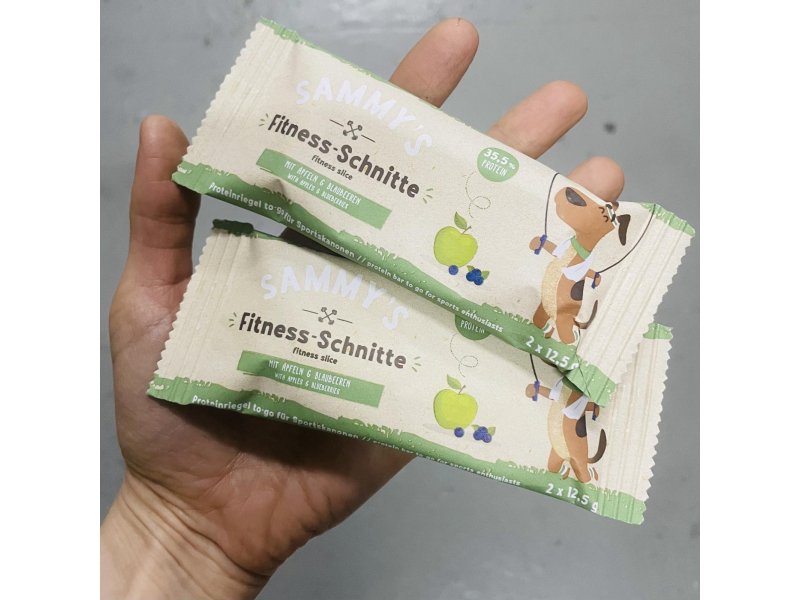 SAMMY'S
Fitness-Schnitte
fitness slice
MIT ÄPFELN & BLAUBEEREN
WITH APPLES & BLUEBERRIES
35,5%
PROTEIN
Proteinriegel to-go für Sportskanonen // protein bar to go for sports enthusiasts
2 x 12,5 g
SAMMY'S
Fitness-Schnitte
fitness slice
MIT ÄPFELN & BLAUBEEREN
WITH APPLES & BLUEBERRIES
PROTEIN
Proteinriegel to-go für Sportskanonen // protein bar to go for sports enthusiasts
2 x 12,5 g